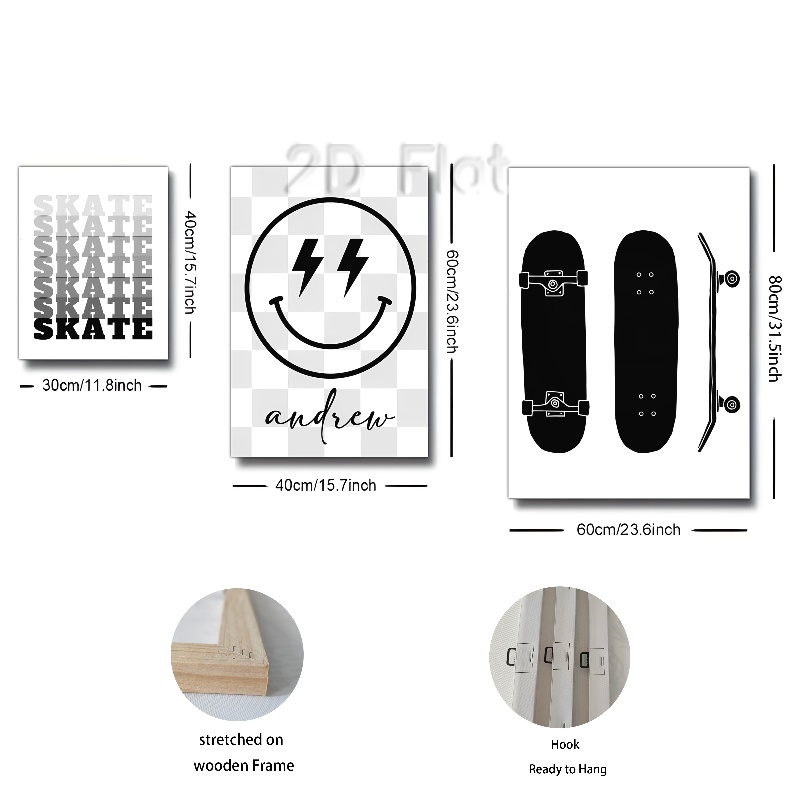 2D Flat
SKATE
SKATE
SKATE
SKATE
SKATE
SKATE
SKATE
40cm/15.7inch
30cm/11.8inch
andrew
60cm/23.6inch
40cm/15.7inch
80cm/31.5inch
60cm/23.6inch
stretched on
wooden Frame
Hook
Ready to Hang